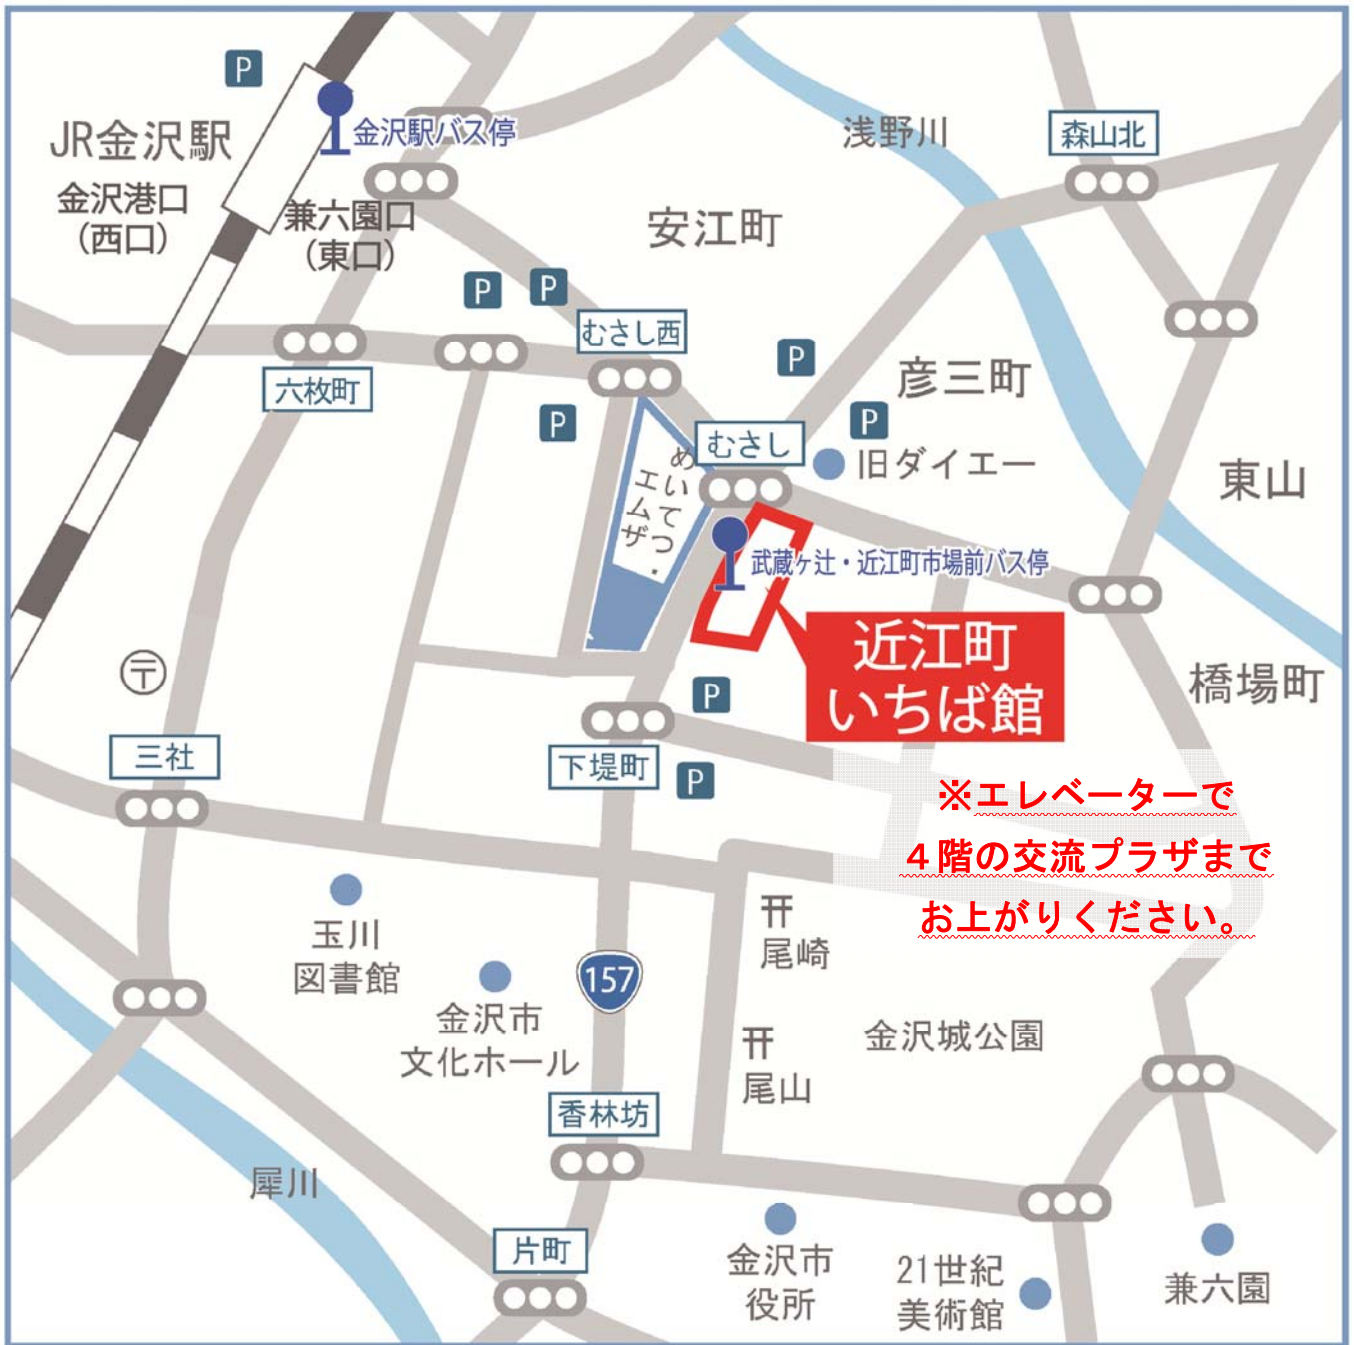 P
JR金沢駅
金沢港口
(西口)
金沢駅バス停
兼六園口
(東口)
浅野川
森山北
安江町
P
P
むさし西
P
六枚町
彦三町
P
P
むさし
旧ダイエー
めいてつ・
エムザ
東山
武蔵ヶ辻・近江町市場前バス停
近江町
いちば館
橋場町
〒
P
三社
下堤町
P
※エレベーターで
４階の交流プラザまで
お上がりください。
玉川
図書館
尾崎
157
金沢市
文化ホール
金沢城公園
尾山
香林坊
犀川
片町
金沢市
役所
21世紀
美術館
兼六園